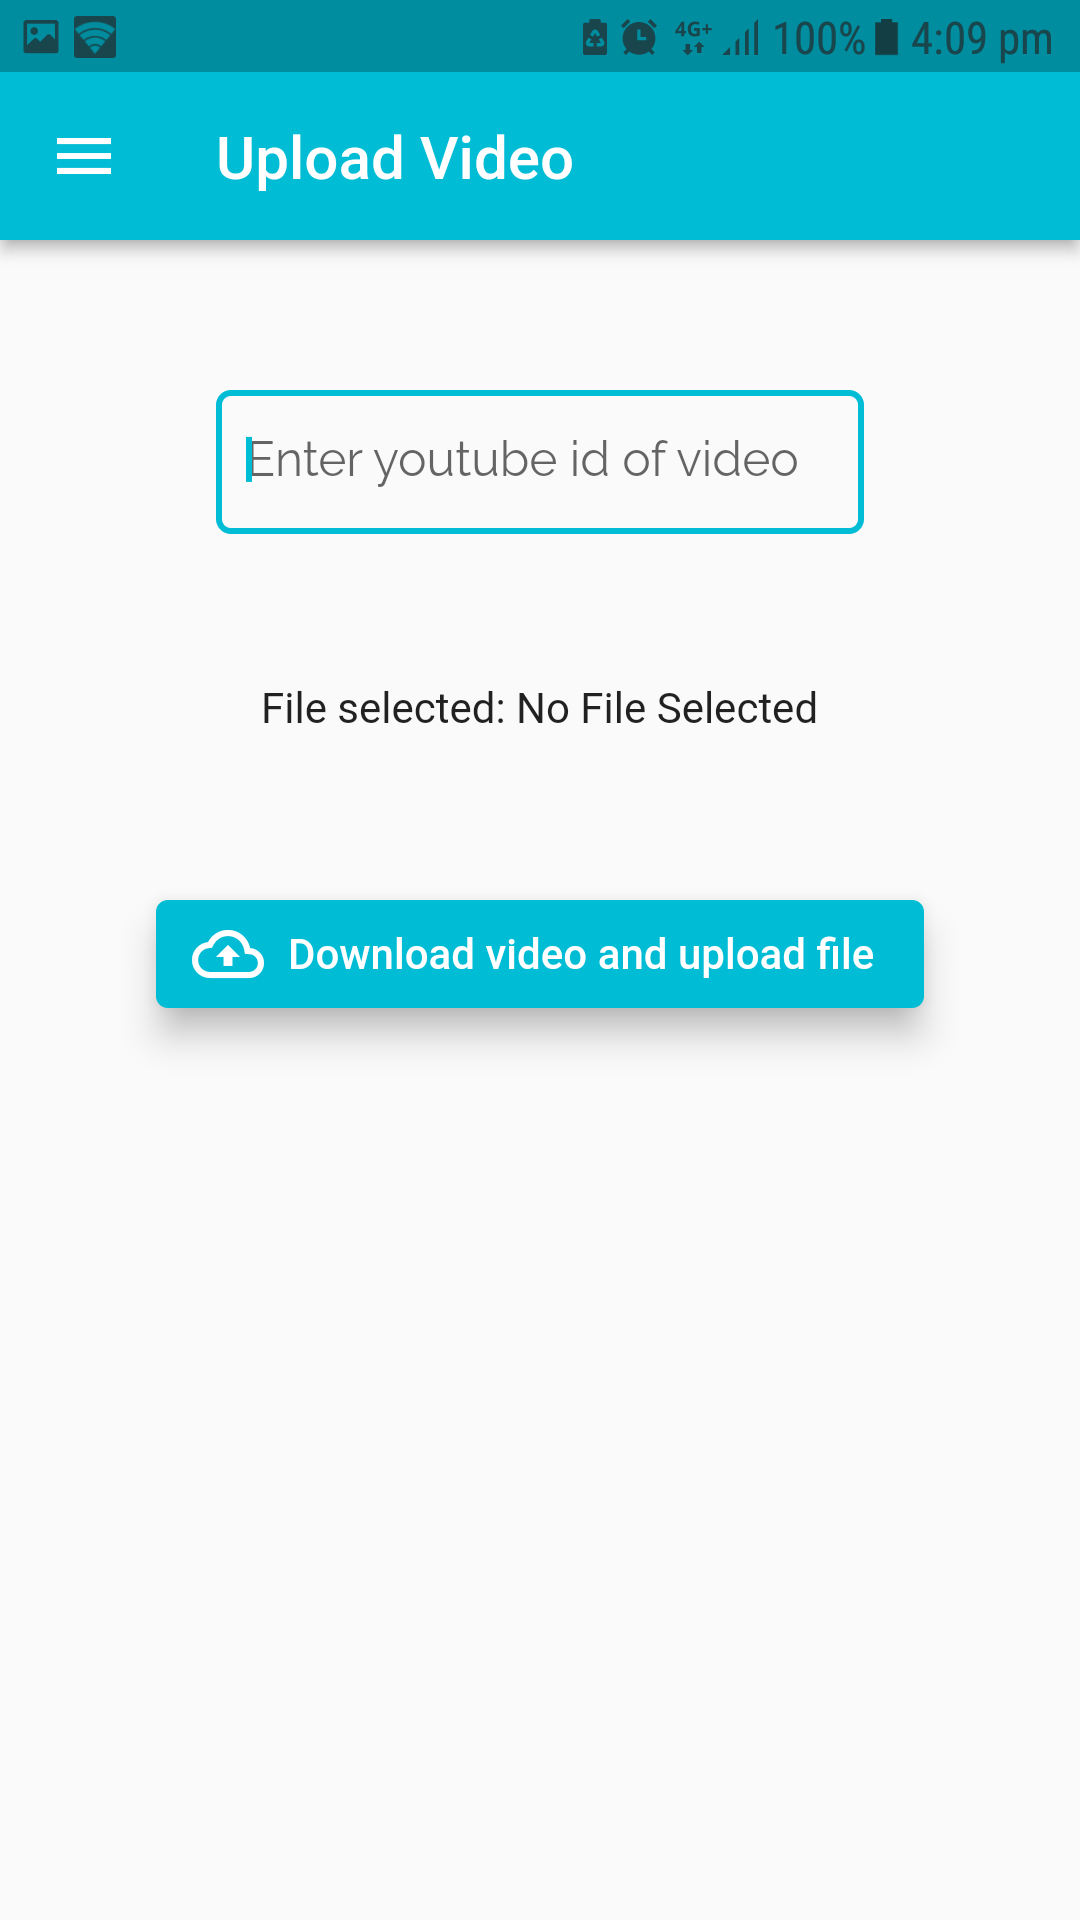 4G+ 100% 4:09 pm
Upload Video
Enter youtube id of video
File selected: No File Selected
Download video and upload file